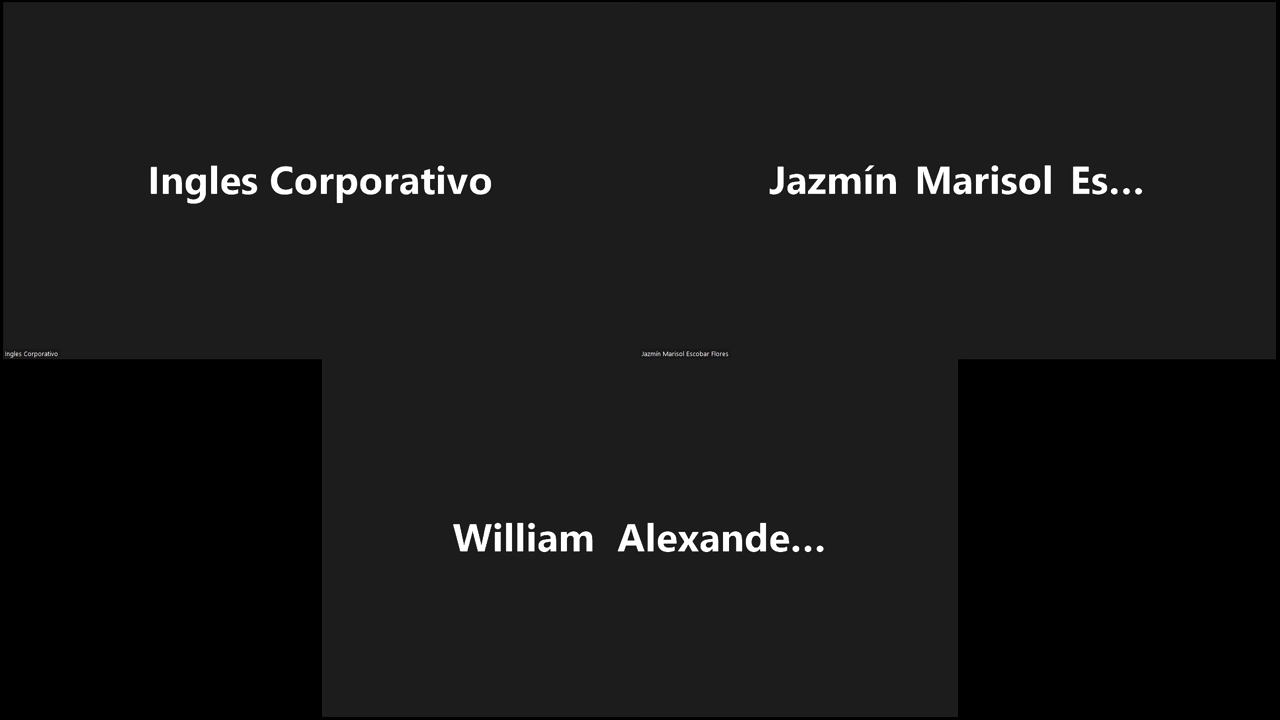 Ingles Corporativo
Jazmín Marisol Es...
Ingles Corporativo
Jazmín Marisol Escobar Flores
William Alexande...